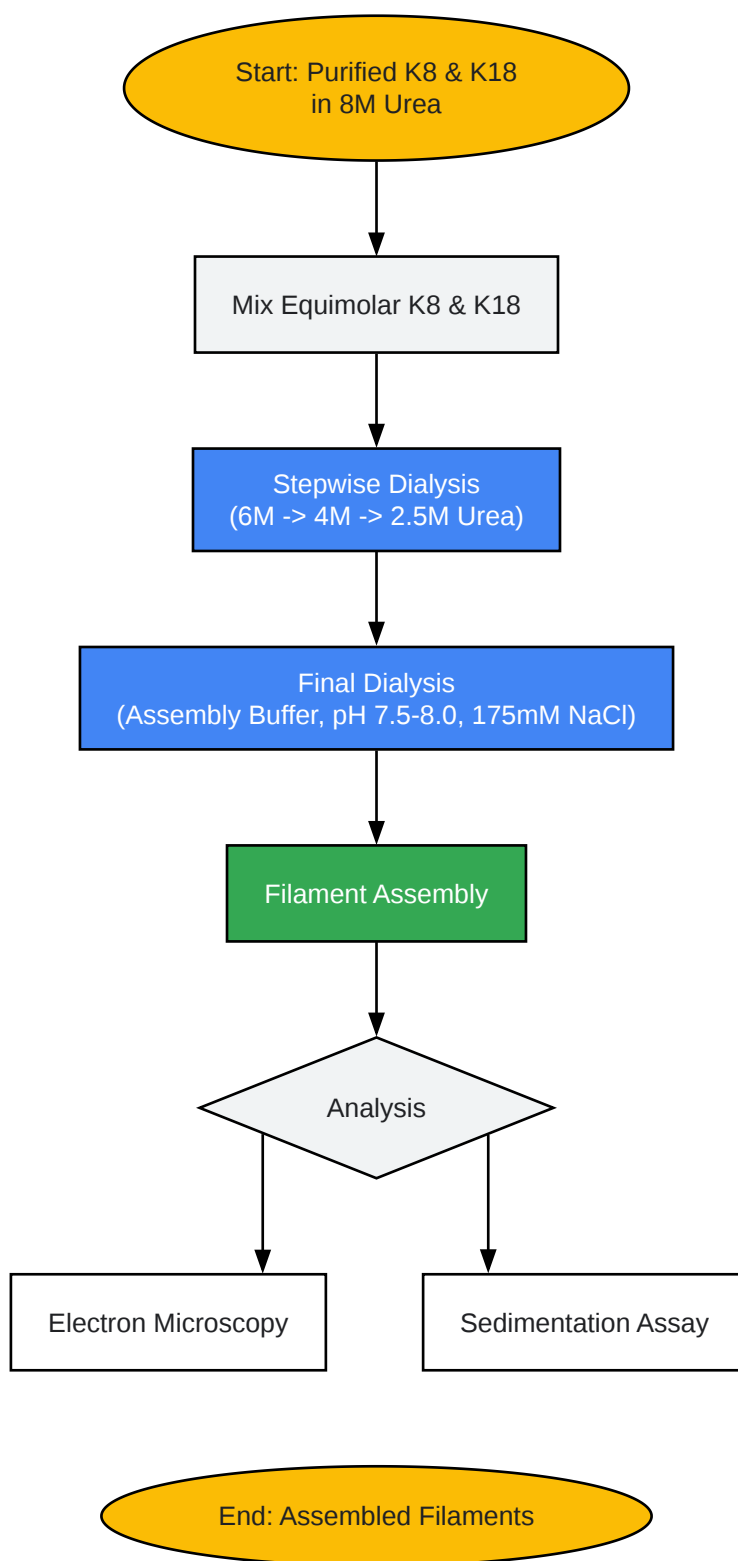 Start: Purified K8 & K18
in 8M Urea
Mix Equimolar K8 & K18
Stepwise Dialysis
(6M -> 4M -> 2.5M Urea)
Final Dialysis
(Assembly Buffer, pH 7.5-8.0, 175mM NaCl)
Filament Assembly
Analysis
Electron Microscopy
Sedimentation Assay
End: Assembled Filaments